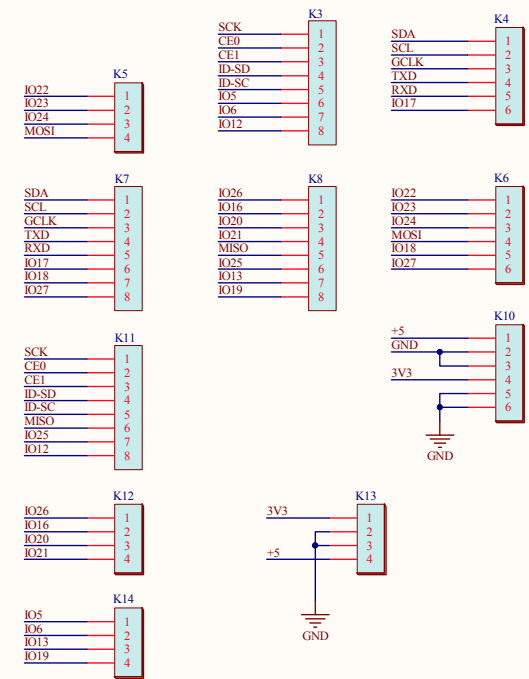 K3
SCK 1
CE0 2
CE1 3
ID-SD 4
ID-SC 5
IO5 6
IO6 7
IO12 8
K4
SDA 1
SCL 2
GCLK 3
TXD 4
RXD 5
IO17 6
K5
IO22 1
IO23 2
IO24 3
MOSI 4
K7
SDA 1
SCL 2
GCLK 3
TXD 4
RXD 5
IO17 6
IO18 7
IO27 8
K8
IO26 1
IO16 2
IO20 3
IO21 4
MISO 5
IO25 6
IO13 7
IO19 8
K6
IO22 1
IO23 2
IO24 3
MOSI 4
IO18 5
IO27 6
K10
+5 1
GND 2
3
3V3 4
5
6
GND
K11
SCK 1
CE0 2
CE1 3
ID-SD 4
ID-SC 5
MISO 6
IO25 7
IO12 8
K12
IO26 1
IO16 2
IO20 3
IO21 4
K13
3V3 1
2
3
+5 4
GND
K14
IO5 1
IO6 2
IO13 3
IO19 4